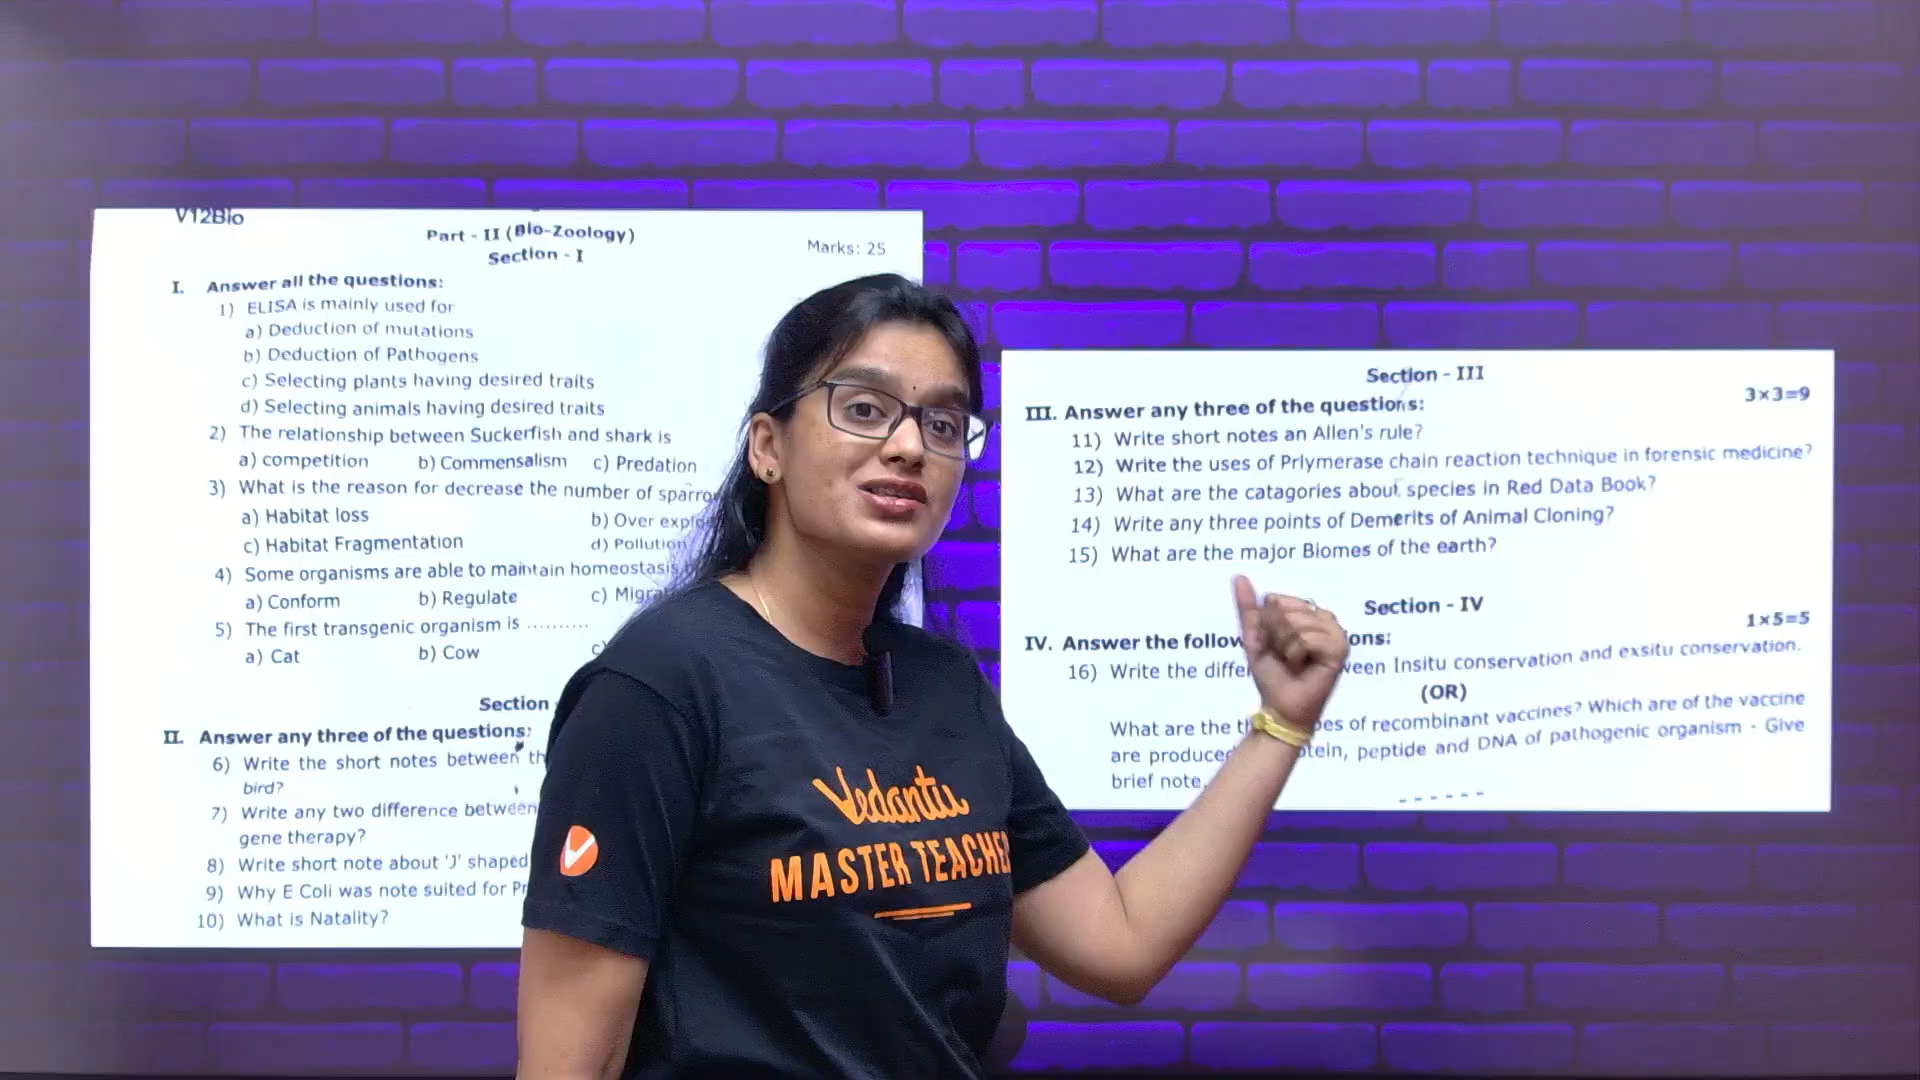 V12Bio
Part - II (Bio-Zoology)
Marks: 25
Section - I
I. Answer all the questions:
1) ELISA is mainly used for
a) Deduction of mutations
b) Deduction of Pathogens
c) Selecting plants having desired traits
d) Selecting animals having desired traits
2) The relationship between Suckerfish and shark is
a) competition b) Commensalism c) Predation
3) What is the reason for decrease the number of
a) Habitat loss b) Over
c) Habitat Fragmentation d) Pollution
4) Some organisms are able to maintain homeostasis
a) Conform b) Regulate c)
5) The first transgenic organism is ..........
a) Cat b) Cow
Section
II. Answer any three of the questions:
6) Write the short notes between
bird?
7) Write any two difference between
gene therapy?
8) Write short note about 'J' shaped
9) Why E Coli was note suited for
10) What is Natality?
Section - III
3×3=9
III. Answer any three of the questions:
11) Write short notes an Allen's rule?
12) Write the uses of Prlymerase chain reaction technique in forensic medicine?
13) What are the catagories about species in Red Data Book?
14) Write any three points of Demerits of Animal Cloning?
15) What are the major Biomes of the earth?
Section - IV
1×5=5
IV. Answer the
16) Write the Insitu conservation and exsitu conservation.
(OR)
What are the of recombinant vaccines? Which are of the vaccine
are peptide and DNA of pathogenic organism - Give
brief note.
Vedantu
MASTER TEACHER